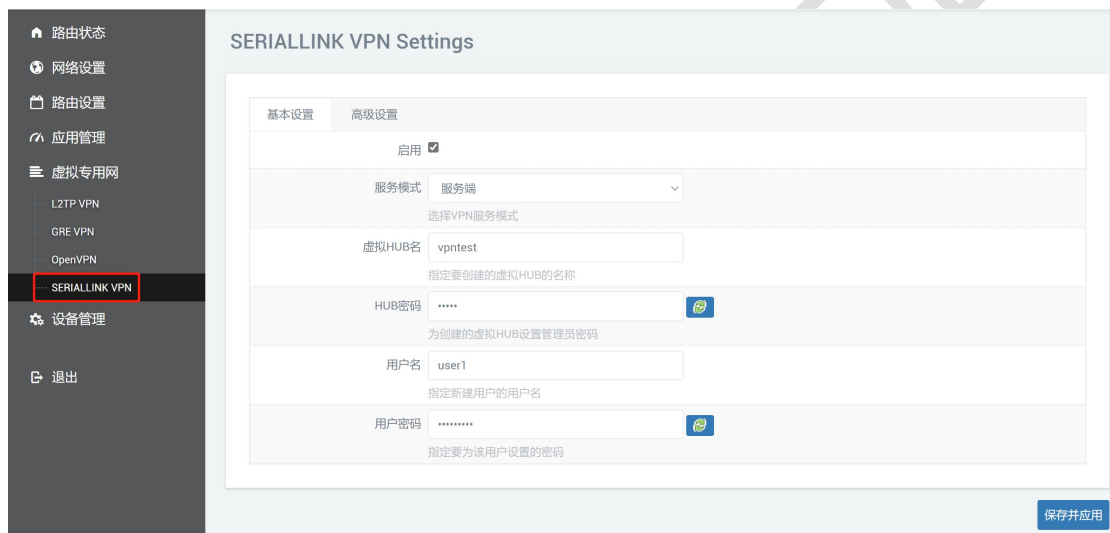 路由状态
网络设置
路由设置
应用管理
虚拟专用网
L2TP VPN
GRE VPN
OpenVPN
SERIALLINK VPN
设备管理
退出
SERIALLINK VPN Settings
基本设置 高级设置
启用
服务模式 服务端
选择VPN服务模式
虚拟HUB名 vpntest
指定要创建的虚拟HUB的名称
HUB密码 •••••
为创建的虚拟HUB设置管理员密码
用户名 user1
指定新建用户的用户名
用户密码 •••••••••
指定要为该用户设置的密码
保存并应用